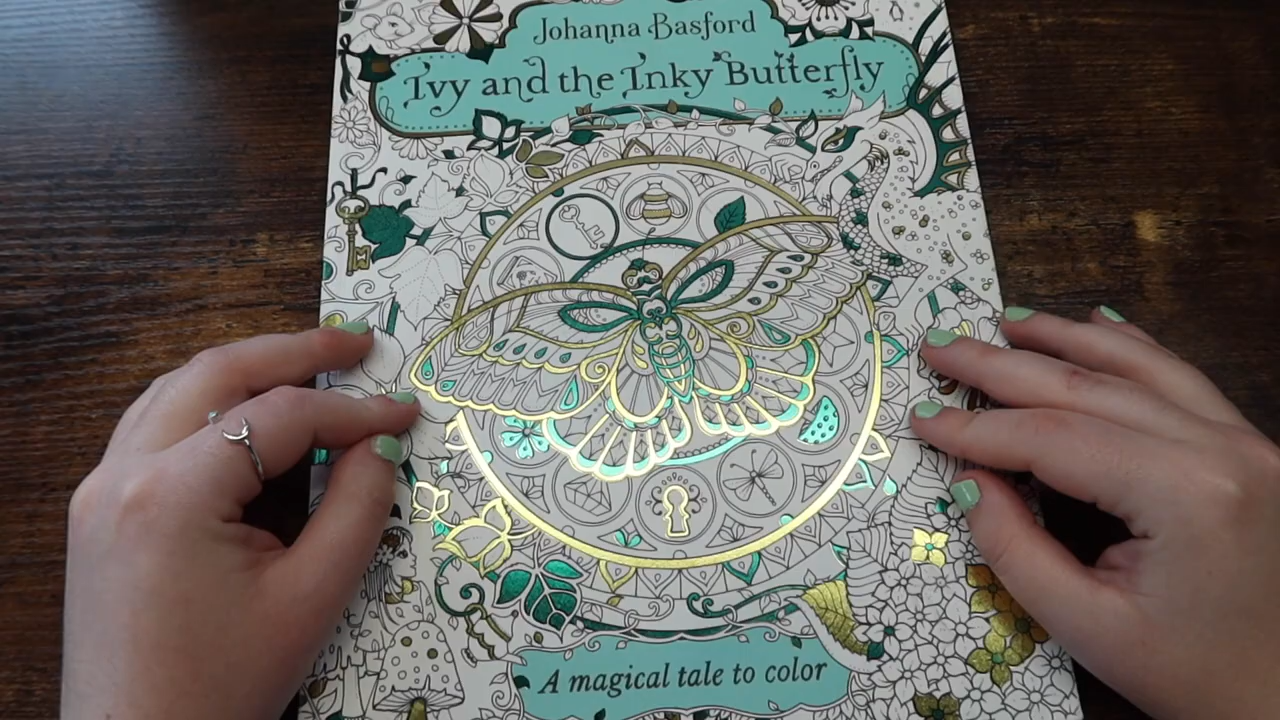 Johanna Basford
Ivy and the Inky Butterfly
A magical tale to color